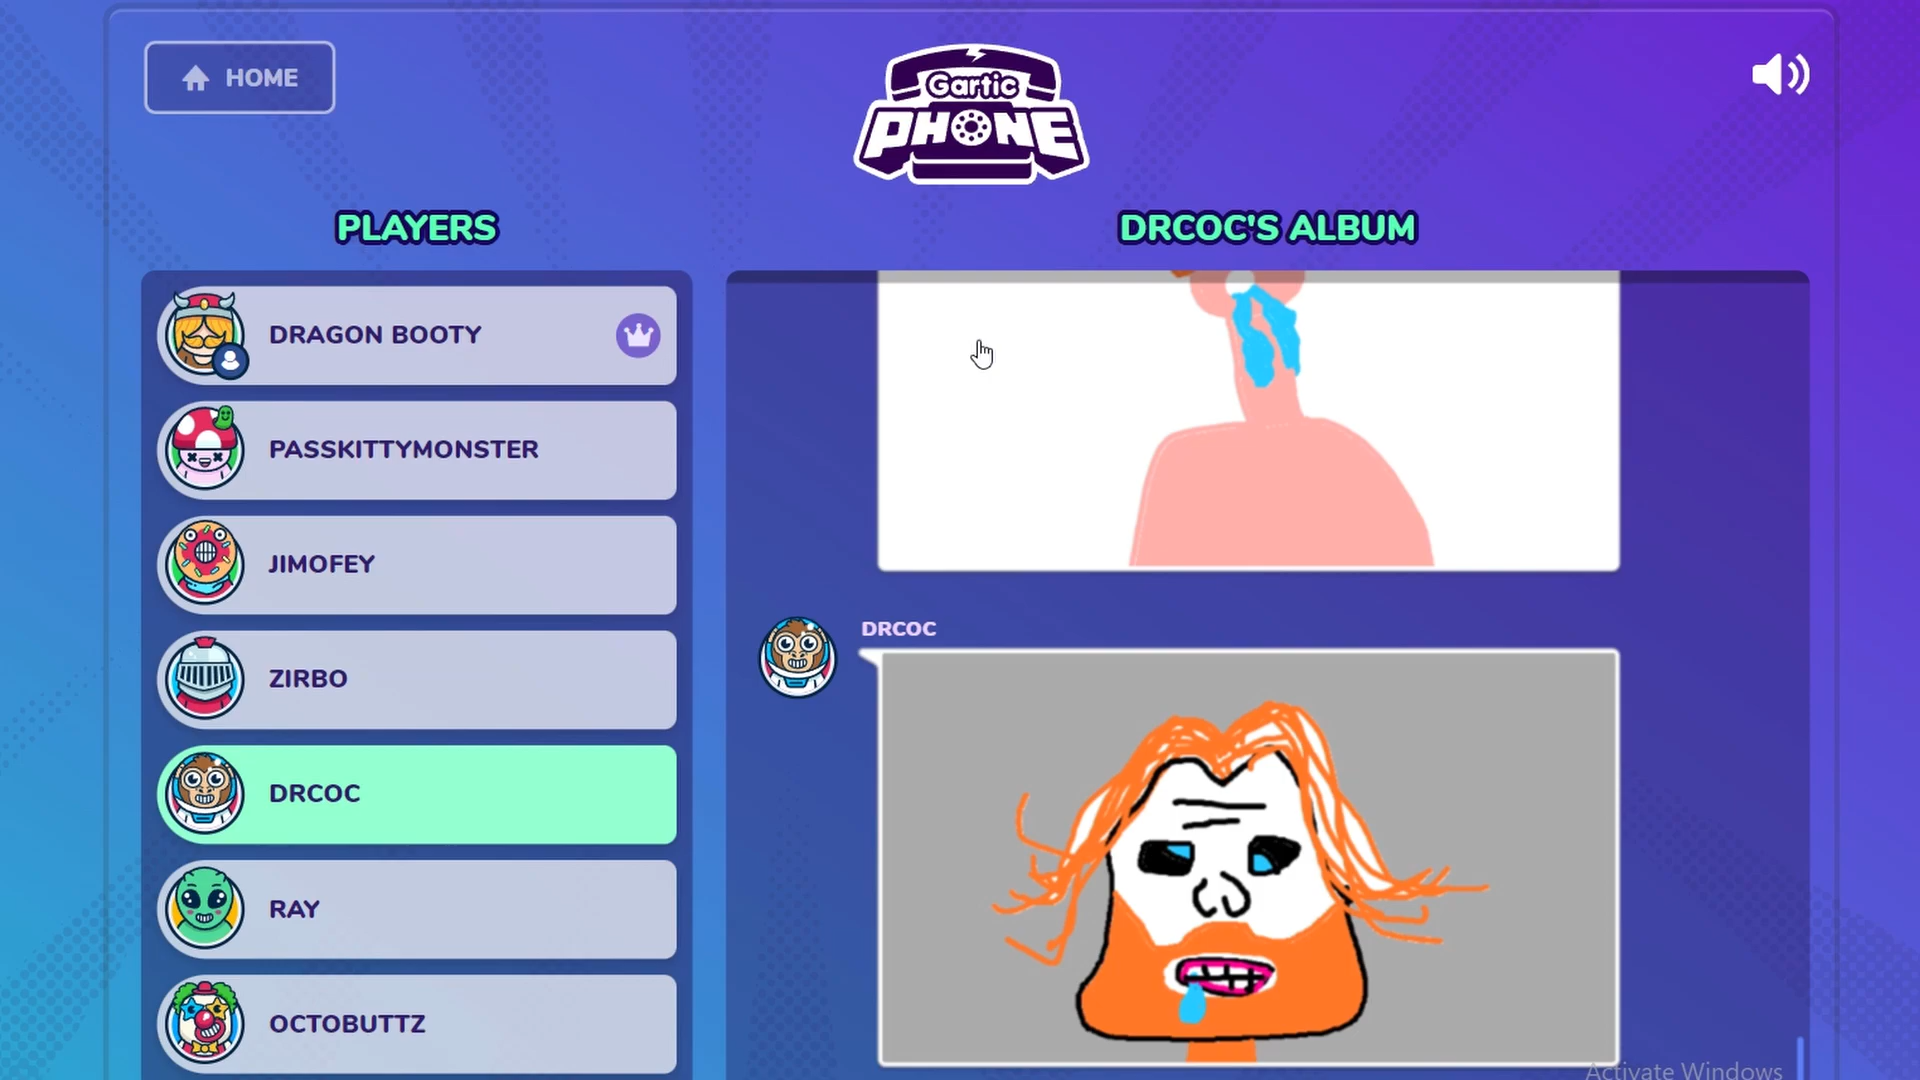 HOME
Gartic
PHONE
PLAYERS
DRCOC'S ALBUM
DRAGON BOOTY
PASSKITTYMONSTER
JIMOFEY
ZIRBO
DRCOC
RAY
OCTOBUTTZ
DRCOC
Activate Windows